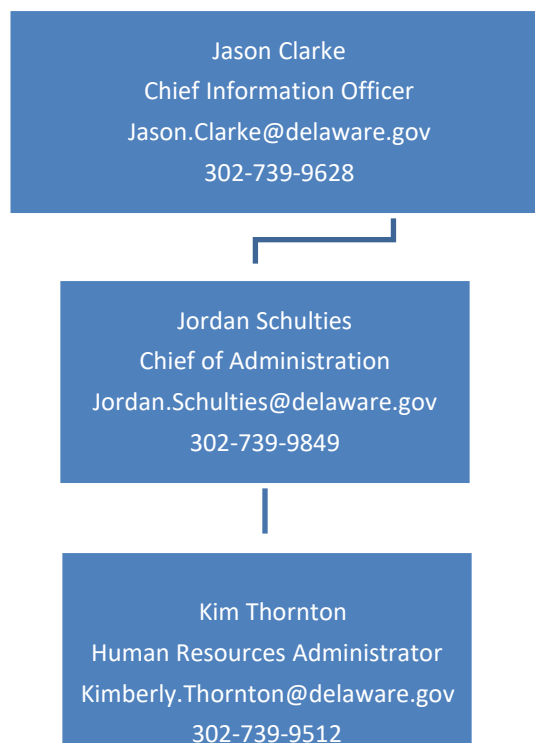 Jason Clarke
Chief Information Officer
Jason.Clarke@delaware.gov
302-739-9628
Jordan Schulties
Chief of Administration
Jordan.Schulties@delaware.gov
302-739-9849
Kim Thornton
Human Resources Administrator
Kimberly.Thornton@delaware.gov
302-739-9512